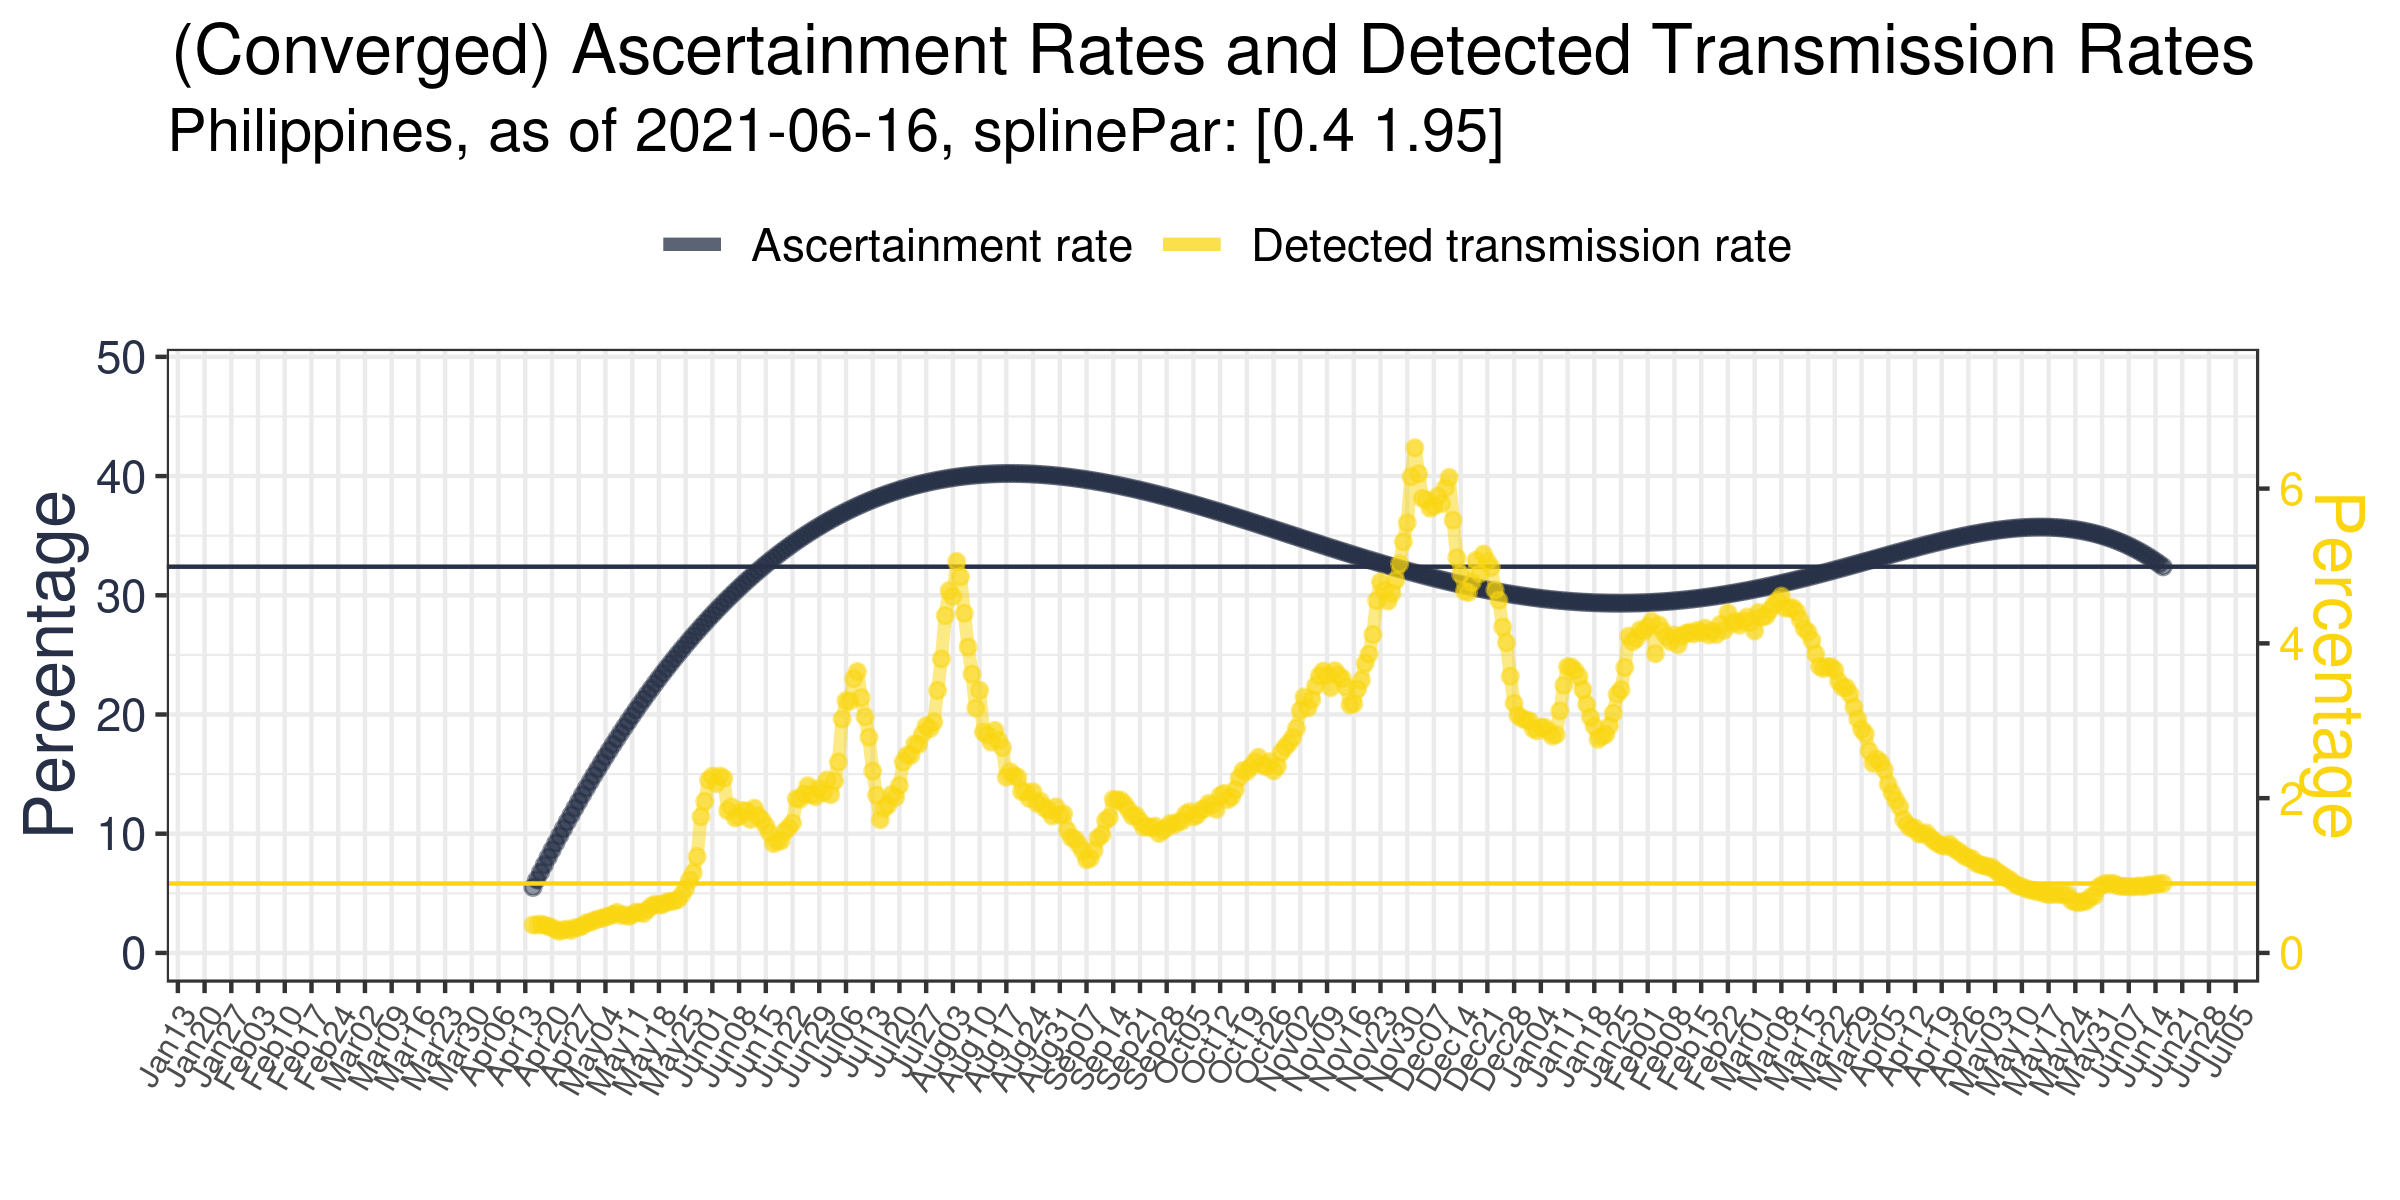 (Converged) Ascertainment Rates and Detected Transmission Rates
Philippines, as of 2021-06-16, splinePar: [0.4 1.95]
Ascertainment rate Detected transmission rate
Percentage
50
40
30
20
10
0
6
4
2
0
Percentage
Jan13
Jan20
Jan27
Feb03
Feb10
Feb17
Feb24
Mar02
Mar09
Mar16
Mar23
Mar30
Apr06
Apr13
Apr20
Apr27
May04
May11
May18
May25
Jun01
Jun08
Jun15
Jun22
Jun29
Jul06
Jul13
Jul20
Jul27
Aug03
Aug10
Aug17
Aug24
Aug31
Sep07
Sep14
Sep21
Sep28
Oct05
Oct12
Oct19
Oct26
Nov02
Nov09
Nov16
Nov23
Nov30
Dec07
Dec14
Dec21
Dec28
Jan04
Jan11
Jan18
Jan25
Feb01
Feb08
Feb15
Feb22
Mar01
Mar08
Mar15
Mar22
Mar29
Apr05
Apr12
Apr19
Apr26
May03
May10
May17
May24
May31
Jun07
Jun14
Jun21
Jun28
Jul05